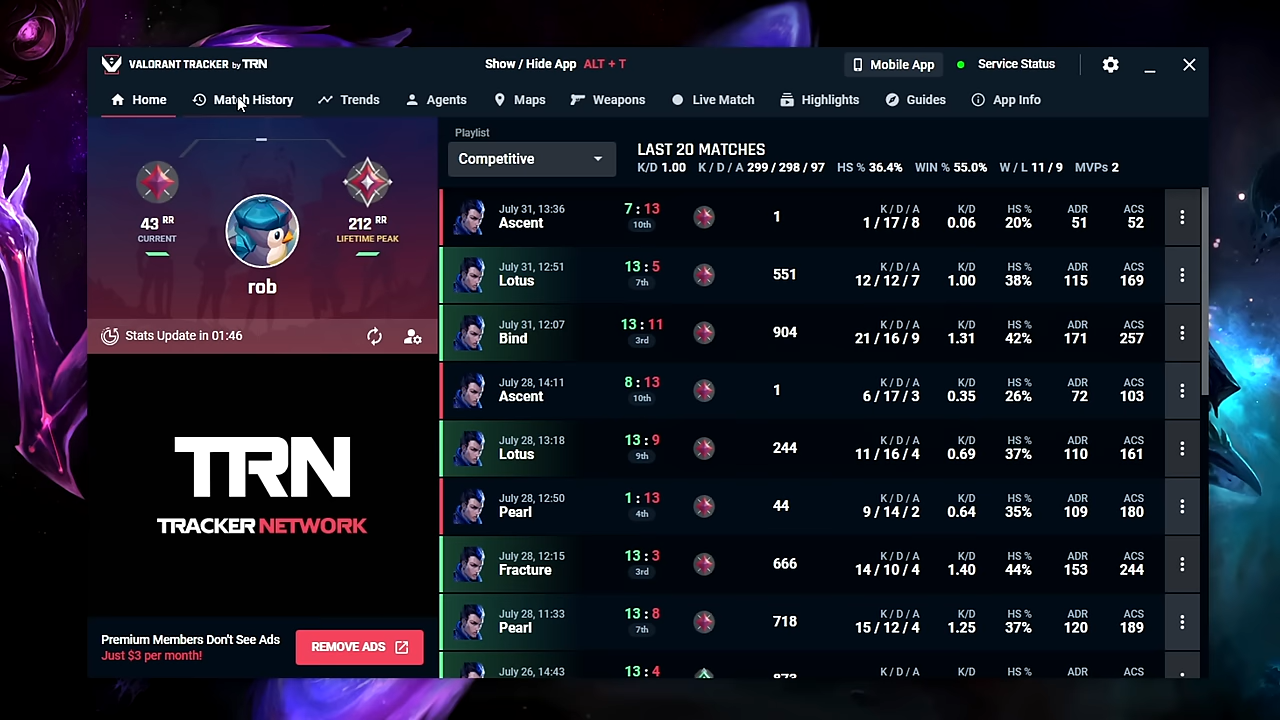 VALORANT TRACKER by TRN
Show / Hide App ALT + T
Mobile App
Service Status
Home
Match History
Trends
Agents
Maps
Weapons
Live Match
Highlights
Guides
App Info
43 RR
CURRENT
212 RR
LIFETIME PEAK
rob
Stats Update in 01:46
TRN
TRACKER NETWORK
Premium Members Don't See Ads
Just $3 per month!
REMOVE ADS
Playlist
Competitive
LAST 20 MATCHES
K/D 1.00 K / D / A 299 / 298 / 97 HS % 36.4% WIN % 55.0% W / L 11 / 9 MVPs 2
July 31, 13:36 7 : 13 K / D / A K/D HS % ADR ACS
Ascent 10th 1 1 / 17 / 8 0.06 20% 51 52
July 31, 12:51 13 : 5 K / D / A K/D HS % ADR ACS
Lotus 7th 551 12 / 12 / 7 1.00 38% 115 169
July 31, 12:07 13 : 11 K / D / A K/D HS % ADR ACS
Bind 3rd 904 21 / 16 / 9 1.31 42% 171 257
July 28, 14:11 8 : 13 K / D / A K/D HS % ADR ACS
Ascent 10th 1 6 / 17 / 3 0.35 26% 72 103
July 28, 13:18 13 : 9 K / D / A K/D HS % ADR ACS
Lotus 9th 244 11 / 16 / 4 0.69 37% 110 161
July 28, 12:50 1 : 13 K / D / A K/D HS % ADR ACS
Pearl 4th 44 9 / 14 / 2 0.64 35% 109 180
July 28, 12:15 13 : 3 K / D / A K/D HS % ADR ACS
Fracture 3rd 666 14 / 10 / 4 1.40 44% 153 244
July 28, 11:33 13 : 8 K / D / A K/D HS % ADR ACS
Pearl 7th 718 15 / 12 / 4 1.25 37% 120 189
July 26, 14:43 13 : 4 K / D / A K/D HS % ADR ACS